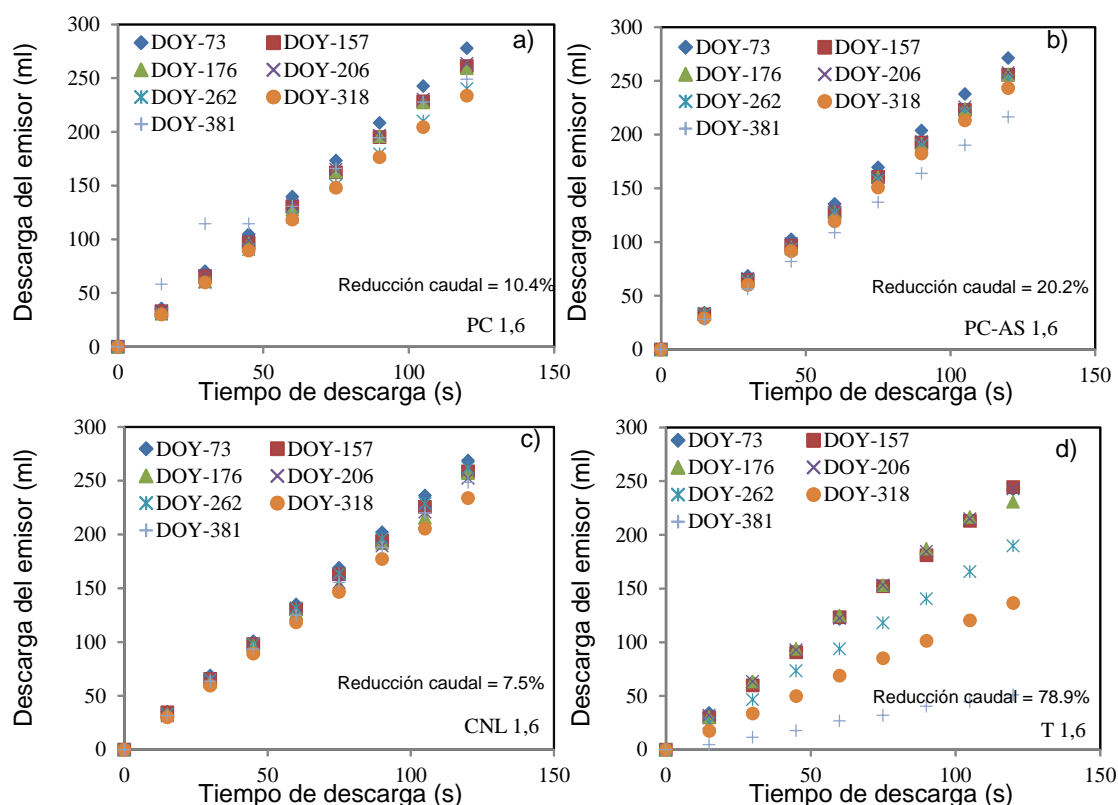 a)
Descarga del emisor (ml)
300
250
200
150
100
50
0
DOY-73
DOY-157
DOY-176
DOY-206
DOY-262
DOY-318
DOY-381
Reducción caudal = 10.4%
PC 1,6
0
50
100
150
Tiempo de descarga (s)
b)
Descarga del emisor (ml)
300
250
200
150
100
50
0
DOY-73
DOY-157
DOY-176
DOY-206
DOY-262
DOY-318
DOY-381
Reducción caudal = 20.2%
PC-AS 1,6
0
50
100
150
Tiempo de descarga (s)
c)
Descarga del emisor (ml)
300
250
200
150
100
50
0
DOY-73
DOY-157
DOY-176
DOY-206
DOY-262
DOY-318
DOY-381
Reducción caudal = 7.5%
CNL 1,6
0
50
100
150
Tiempo de descarga (s)
d)
Descarga del emisor (ml)
300
250
200
150
100
50
0
DOY-73
DOY-157
DOY-176
DOY-206
DOY-262
DOY-318
DOY-381
Reducción caudal = 78.9%
T 1,6
0
50
100
150
Tiempo de descarga (s)